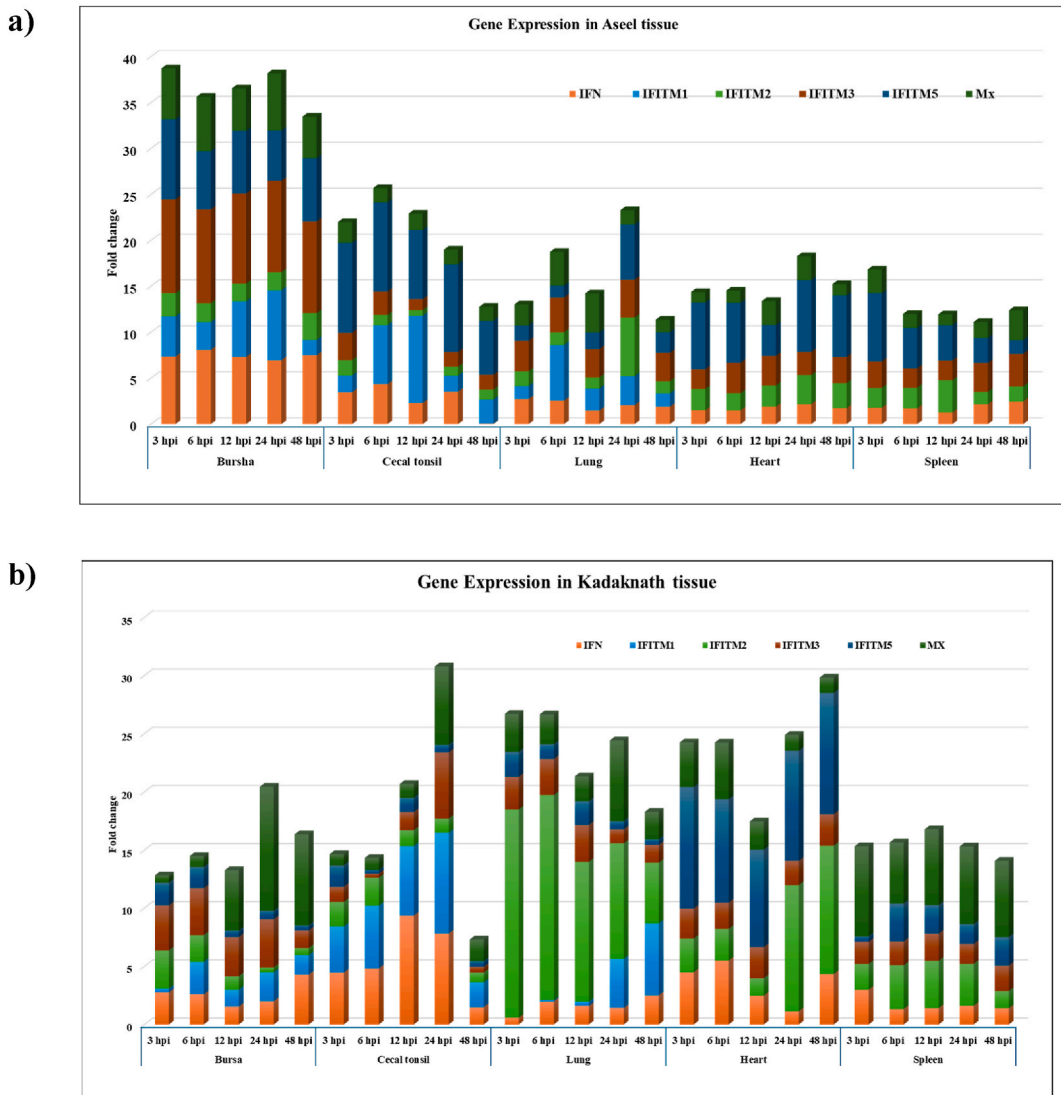 a)
Gene Expression in Aseel tissue
IFN IFITM1 IFITM2 IFITM3 IFITM5 Mx
Fold change
40
35
30
25
20
15
10
5
0
3 hpi 6 hpi 12 hpi 24 hpi 48 hpi 3 hpi 6 hpi 12 hpi 24 hpi 48 hpi 3 hpi 6 hpi 12 hpi 24 hpi 48 hpi 3 hpi 6 hpi 12 hpi 24 hpi 48 hpi 3 hpi 6 hpi 12 hpi 24 hpi 48 hpi
Bursha Cecal tonsil Lung Heart Spleen
b)
Gene Expression in Kadaknath tissue
IFN IFITM1 IFITM2 IFITM3 IFITM5 MX
Fold change
35
30
25
20
15
10
5
0
3 hpi 6 hpi 12 hpi 24 hpi 48 hpi 3 hpi 6 hpi 12 hpi 24 hpi 48 hpi 3 hpi 6 hpi 12 hpi 24 hpi 48 hpi 3 hpi 6 hpi 12 hpi 24 hpi 48 hpi 3 hpi 6 hpi 12 hpi 24 hpi 48 hpi
Bursa Cecal tonsil Lung Heart Spleen